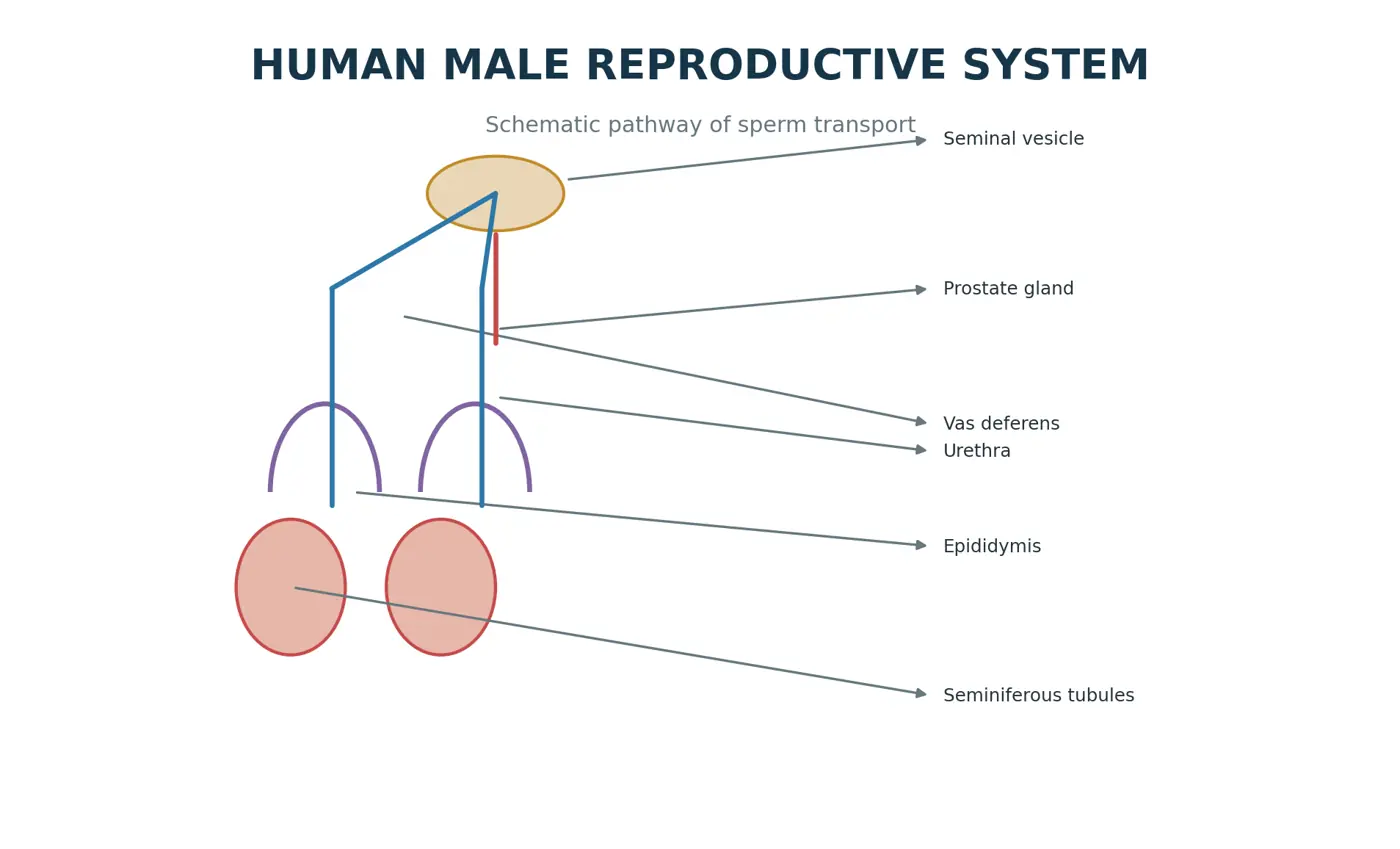 HUMAN MALE REPRODUCTIVE SYSTEM
Schematic pathway of sperm transport
Seminal vesicle
Prostate gland
Vas deferens
Urethra
Epididymis
Seminiferous tubules